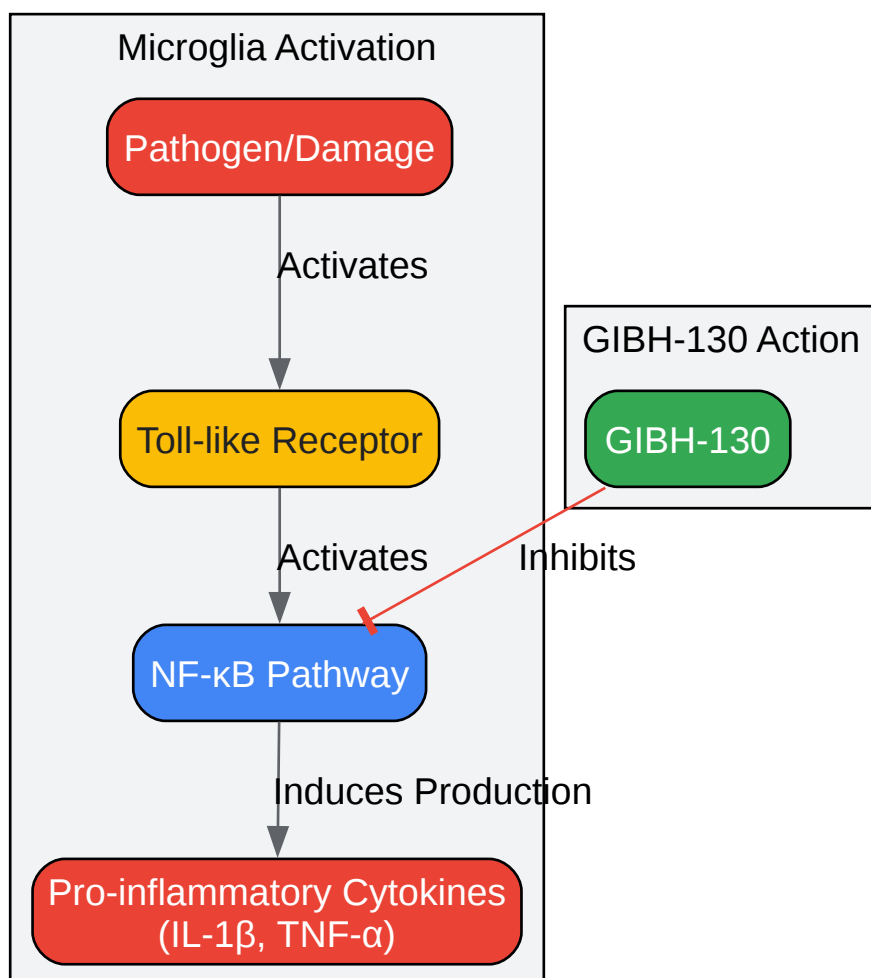 Microglia Activation
Pathogen/Damage
Activates
GIBH-130 Action
Toll-like Receptor
GIBH-130
Activates
Inhibits
NF-κB Pathway
Induces Production
Pro-inflammatory Cytokines
(IL-1β, TNF-α)